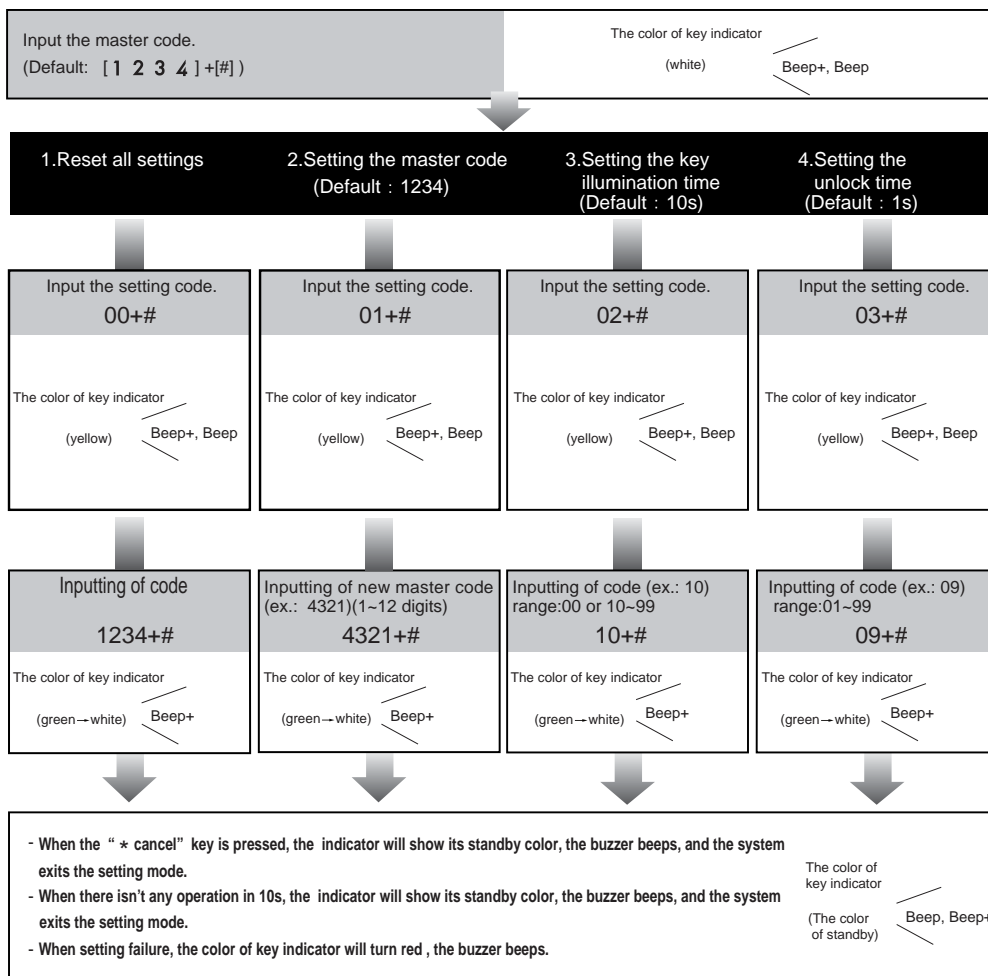 Input the master code.
(Default: [1 2 3 4]+[#] )
The color of key indicator
(white)
Beep+, Beep
1.Reset all settings
2.Setting the master code
(Default：1234)
3.Setting the key
illumination time
(Default：10s)
4.Setting the
unlock time
(Default：1s)
Input the setting code.
00+#
The color of key indicator
(yellow)
Beep+, Beep
Input the setting code.
01+#
The color of key indicator
(yellow)
Beep+, Beep
Input the setting code.
02+#
The color of key indicator
(yellow)
Beep+, Beep
Input the setting code.
03+#
The color of key indicator
(yellow)
Beep+, Beep
Inputting of code
1234+#
The color of key indicator
(green→white)
Beep+
Inputting of new master code
(ex.: 4321)(1~12 digits)
4321+#
The color of key indicator
(green→white)
Beep+
Inputting of code (ex.: 10)
range:00 or 10~99
10+#
The color of key indicator
(green→white)
Beep+
Inputting of code (ex.: 09)
range:01~99
09+#
The color of key indicator
(green→white)
Beep+
- When the “ * cancel” key is pressed, the indicator will show its standby color, the buzzer beeps, and the system
exits the setting mode.
- When there isn't any operation in 10s, the indicator will show its standby color, the buzzer beeps, and the system
exits the setting mode.
- When setting failure, the color of key indicator will turn red , the buzzer beeps.
The color of
key indicator
(The color
of standby)
Beep, Beep+